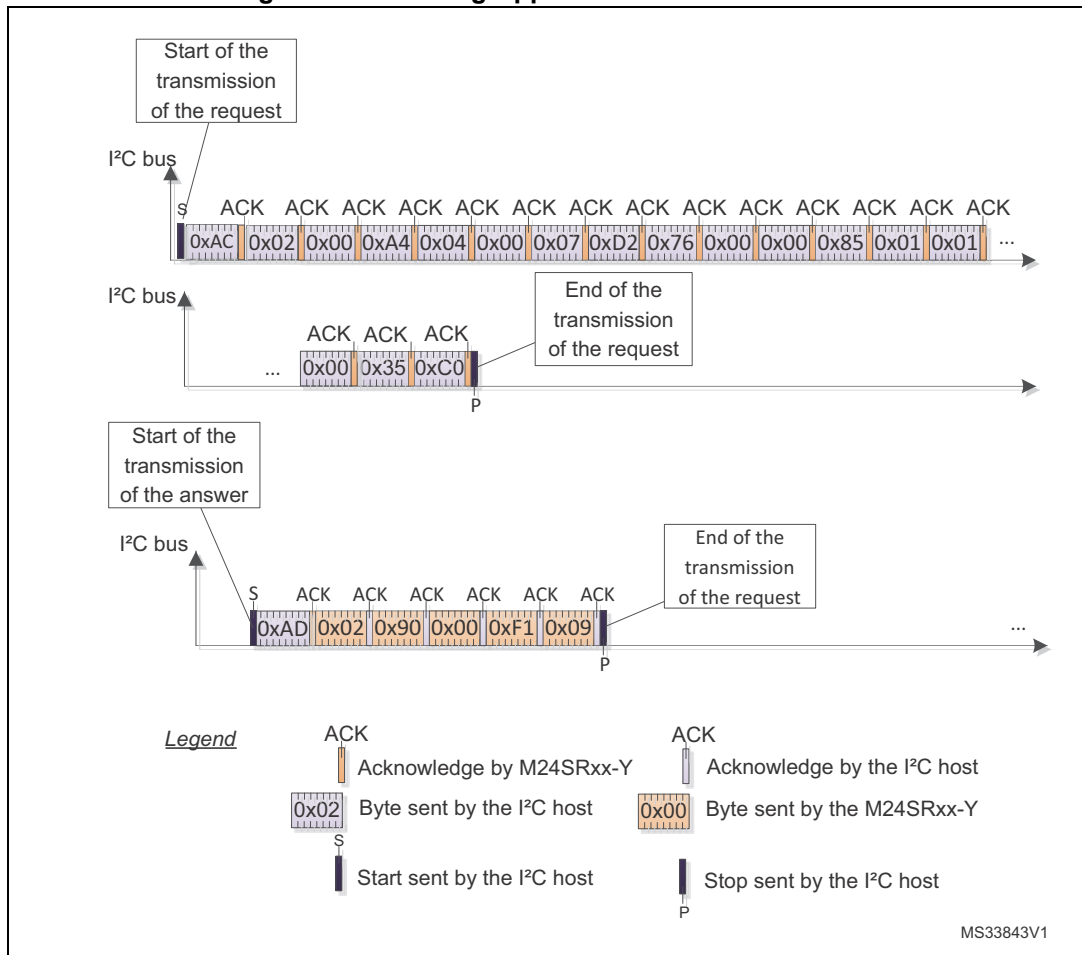 Start of the
transmission
of the request
I²C bus
S ACK ACK ACK ACK ACK ACK ACK ACK ACK ACK ACK ACK ACK ACK
0xAC 0x02 0x00 0xA4 0x04 0x00 0x07 0xD2 0x76 0x00 0x00 0x85 0x01 0x01 ...
I²C bus
End of the
transmission
of the request
ACK ACK ACK
... 0x00 0x35 0xC0
P
Start of the
transmission
of the answer
I²C bus
End of the
transmission
of the request
S ACK ACK ACK ACK ACK ACK
0xAD 0x02 0x90 0x00 0xF1 0x09 ...
P
Legend
ACK
Acknowledge by M24SRxx-Y
ACK
Acknowledge by the I²C host
0x02 Byte sent by the I²C host
0x00 Byte sent by the M24SRxx-Y
S
Start sent by the I²C host
Stop sent by the I²C host
P
MS33843V1